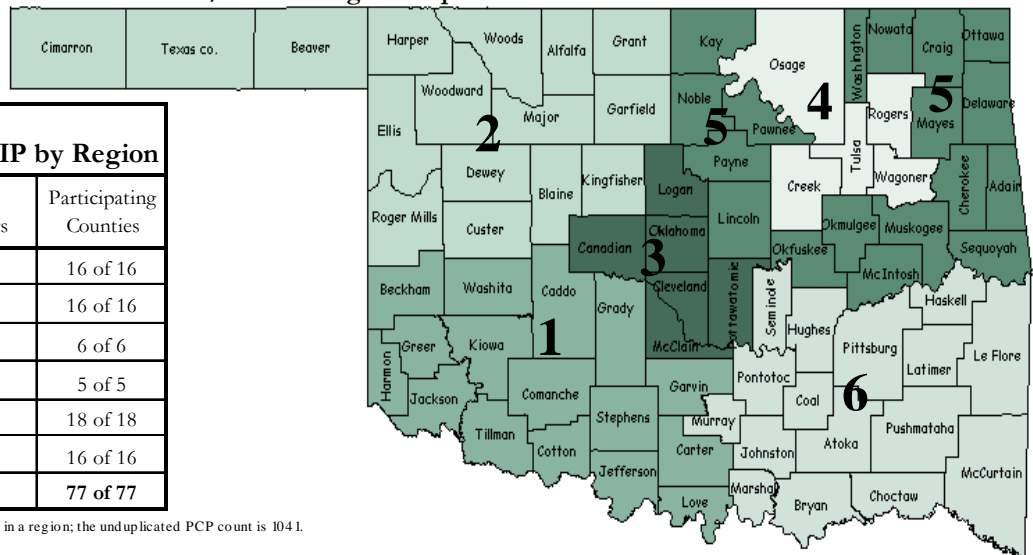 Cimarron
Texas co.
Beaver
Harper
Woods
Alfalfa
Grant
Kay
Osage
Washington
Nowata
Craig
Ottawa
Woodward
Major
Garfield
Noble
Pawnee
4
Rogers
5
Mayes
Delaware
Ellis
2
5
Tulsa
Dewey
Blaine
Kingfisher
Logan
Payne
Creek
Wagoner
Cherokee
Adair
Roger Mills
Custer
Canadian
Oklahoma
Lincoln
Okmulgee
Muskogee
3
Okfuskee
Sequoyah
McIntosh
Beckham
Washita
Caddo
Grady
Cleveland
Pottawatomie
Seminole
Hughes
Haskell
Greer
Kiowa
1
McClain
Pittsburg
Latimer
Le Flore
Harmon
Jackson
Comanche
Garvin
Pontotoc
Coal
6
Tillman
Cotton
Stephens
Murray
Carter
Johnston
Atoka
Pushmataha
McCurtain
Jefferson
Love
Marshal
Bryan
Choctaw
IP by Region
Participating
Counties
16 of 16
16 of 16
6 of 6
5 of 5
18 of 18
16 of 16
77 of 77
in a region; the unduplicated PCP count is 1041.